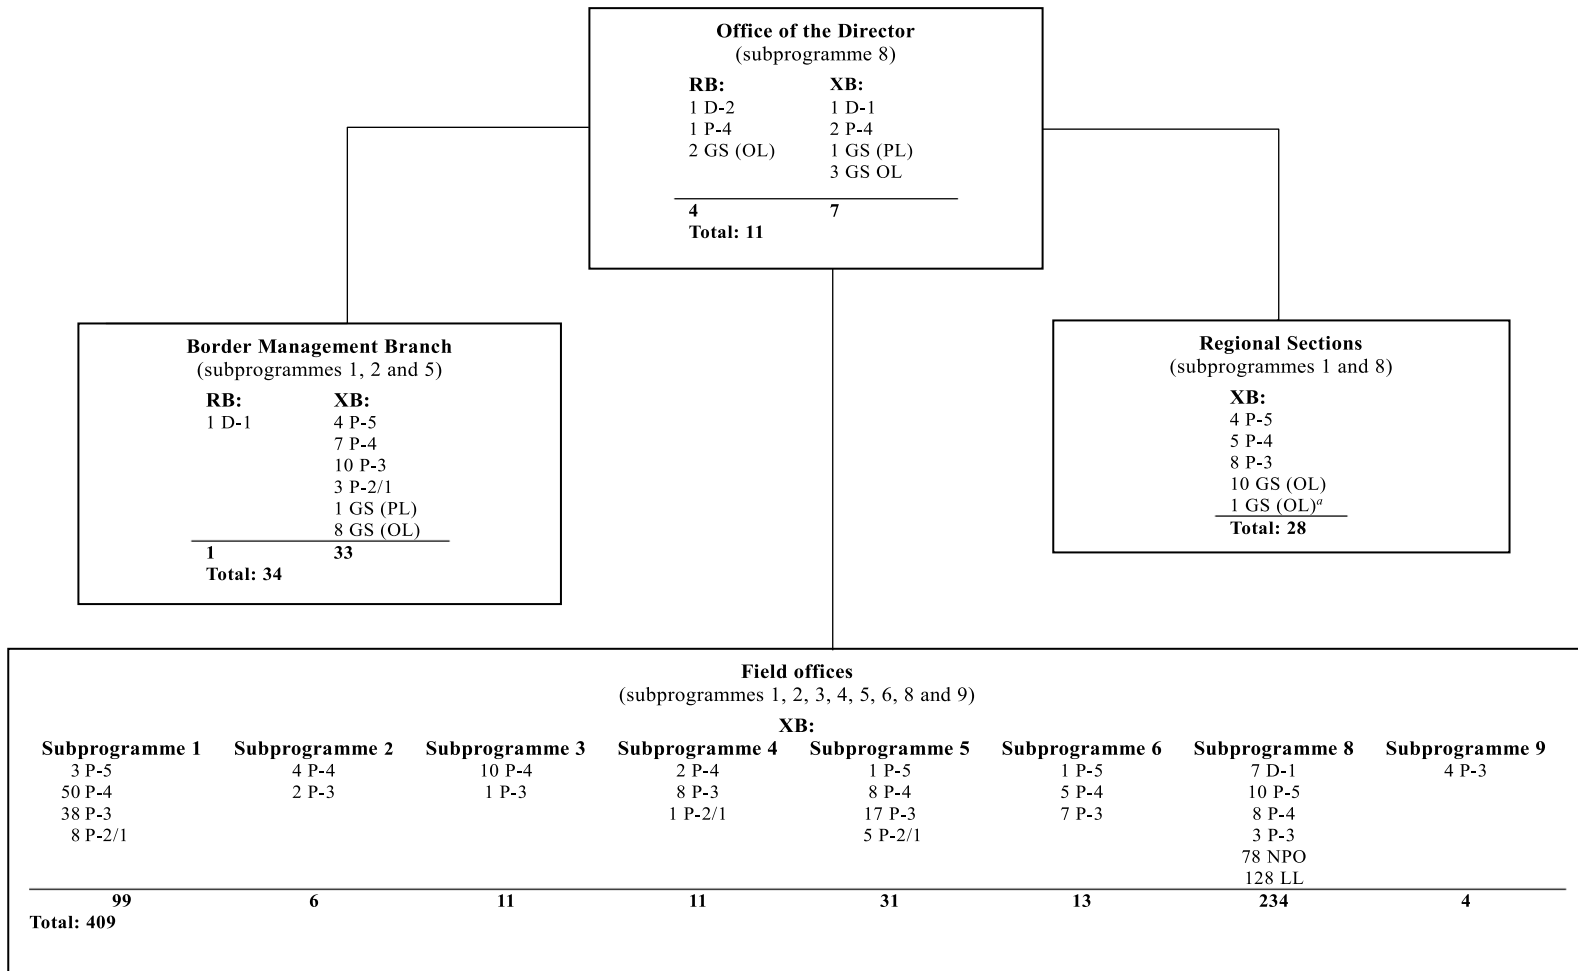 Office of the Director
(subprogramme 8)
RB: XB:
1 D-2 1 D-1
1 P-4 2 P-4
2 GS (OL) 1 GS (PL)
3 GS OL
4 7
Total: 11
Border Management Branch
(subprogrammes 1, 2 and 5)
RB: XB:
1 D-1 4 P-5
7 P-4
10 P-3
3 P-2/1
1 GS (PL)
8 GS (OL)
1 33
Total: 34
Regional Sections
(subprogrammes 1 and 8)
XB:
4 P-5
5 P-4
8 P-3
10 GS (OL)
1 GS (OL)a
Total: 28
Field offices
(subprogrammes 1, 2, 3, 4, 5, 6, 8 and 9)
XB:
Subprogramme 1 Subprogramme 2 Subprogramme 3 Subprogramme 4 Subprogramme 5 Subprogramme 6 Subprogramme 8 Subprogramme 9
3 P-5 4 P-4 10 P-4 2 P-4 1 P-5 1 P-5 7 D-1 4 P-3
50 P-4 2 P-3 1 P-3 8 P-3 8 P-4 5 P-4 10 P-5
38 P-3 1 P-2/1 17 P-3 7 P-3 8 P-4
8 P-2/1 5 P-2/1 3 P-3
78 NPO
128 LL
99 6 11 11 31 13 234 4
Total: 409